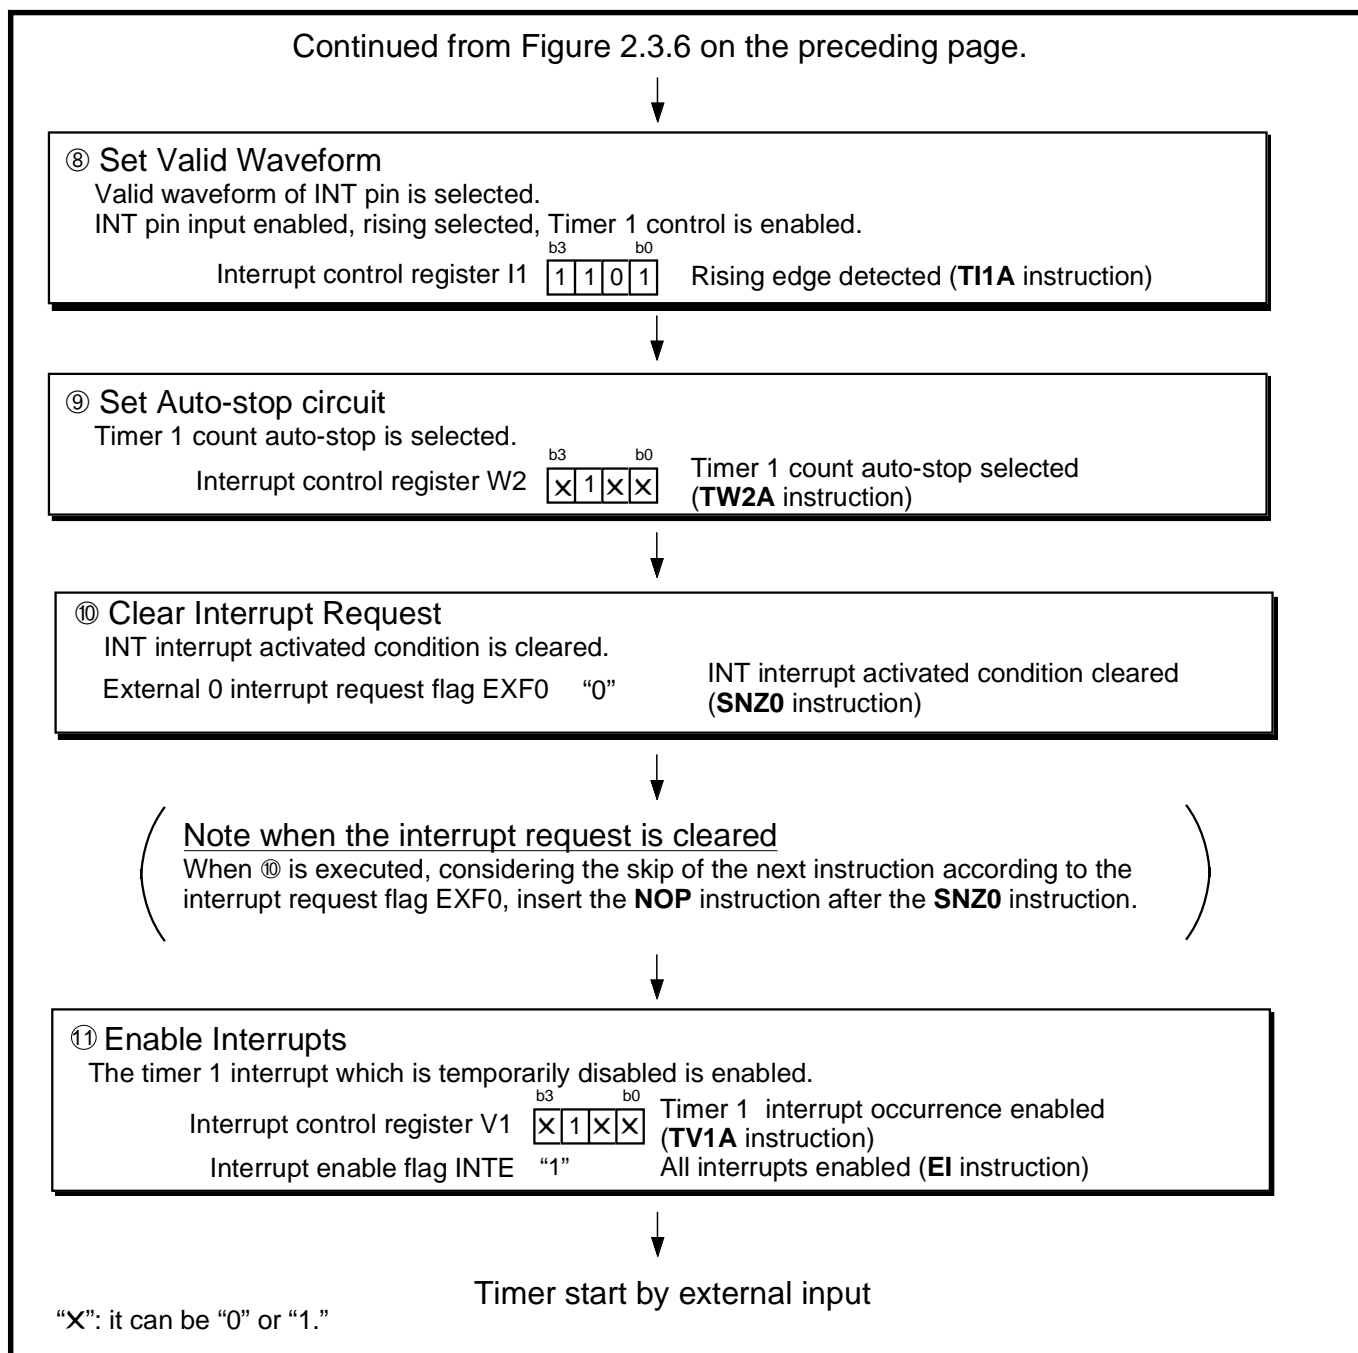 Continued from Figure 2.3.6 on the preceding page.
⑧ Set Valid Waveform
Valid waveform of INT pin is selected.
INT pin input enabled, rising selected, Timer 1 control is enabled.
b3 b0
Interrupt control register I1 1 1 0 1 Rising edge detected (TI1A instruction)
⑨ Set Auto-stop circuit
Timer 1 count auto-stop is selected.
b3 b0
Interrupt control register W2 X 1 X X Timer 1 count auto-stop selected
(TW2A instruction)
⑩ Clear Interrupt Request
INT interrupt activated condition is cleared.
External 0 interrupt request flag EXF0 “0” INT interrupt activated condition cleared
(SNZ0 instruction)
Note when the interrupt request is cleared
When ⑩ is executed, considering the skip of the next instruction according to the
interrupt request flag EXF0, insert the NOP instruction after the SNZ0 instruction.
⑪ Enable Interrupts
The timer 1 interrupt which is temporarily disabled is enabled.
b3 b0
Interrupt control register V1 X 1 X X Timer 1 interrupt occurrence enabled
(TV1A instruction)
Interrupt enable flag INTE “1” All interrupts enabled (EI instruction)
Timer start by external input
“X”: it can be “0” or “1.”